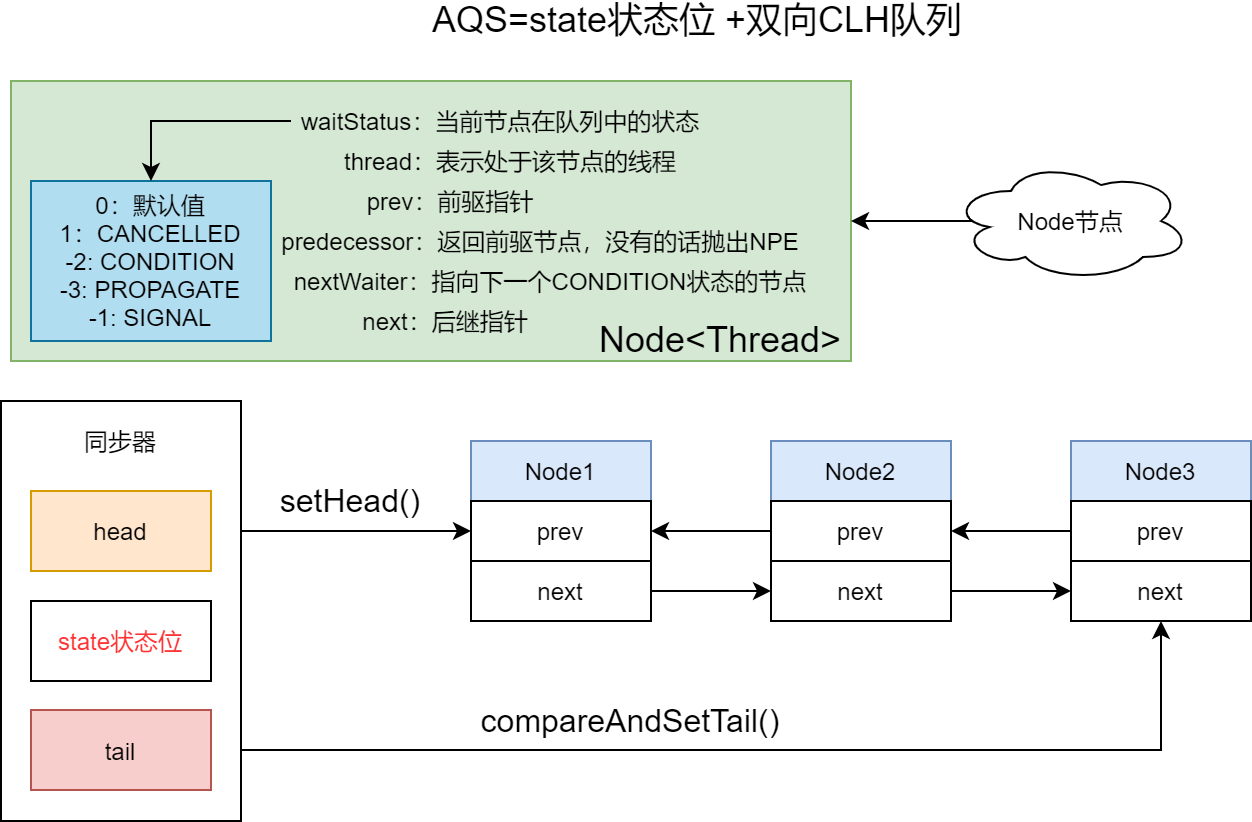 AQS=state状态位 +双向CLH队列
waitStatus：当前节点在队列中的状态
thread：表示处于该节点的线程
prev：前驱指针
predecessor：返回前驱节点，没有的话抛出NPE
nextWaiter：指向下一个CONDITION状态的节点
next：后继指针
Node<Thread>
0：默认值
1：CANCELLED
-2: CONDITION
-3: PROPAGATE
-1: SIGNAL
Node节点
同步器
head
state状态位
tail
setHead()
compareAndSetTail()
Node1
prev
next
Node2
prev
next
Node3
prev
next